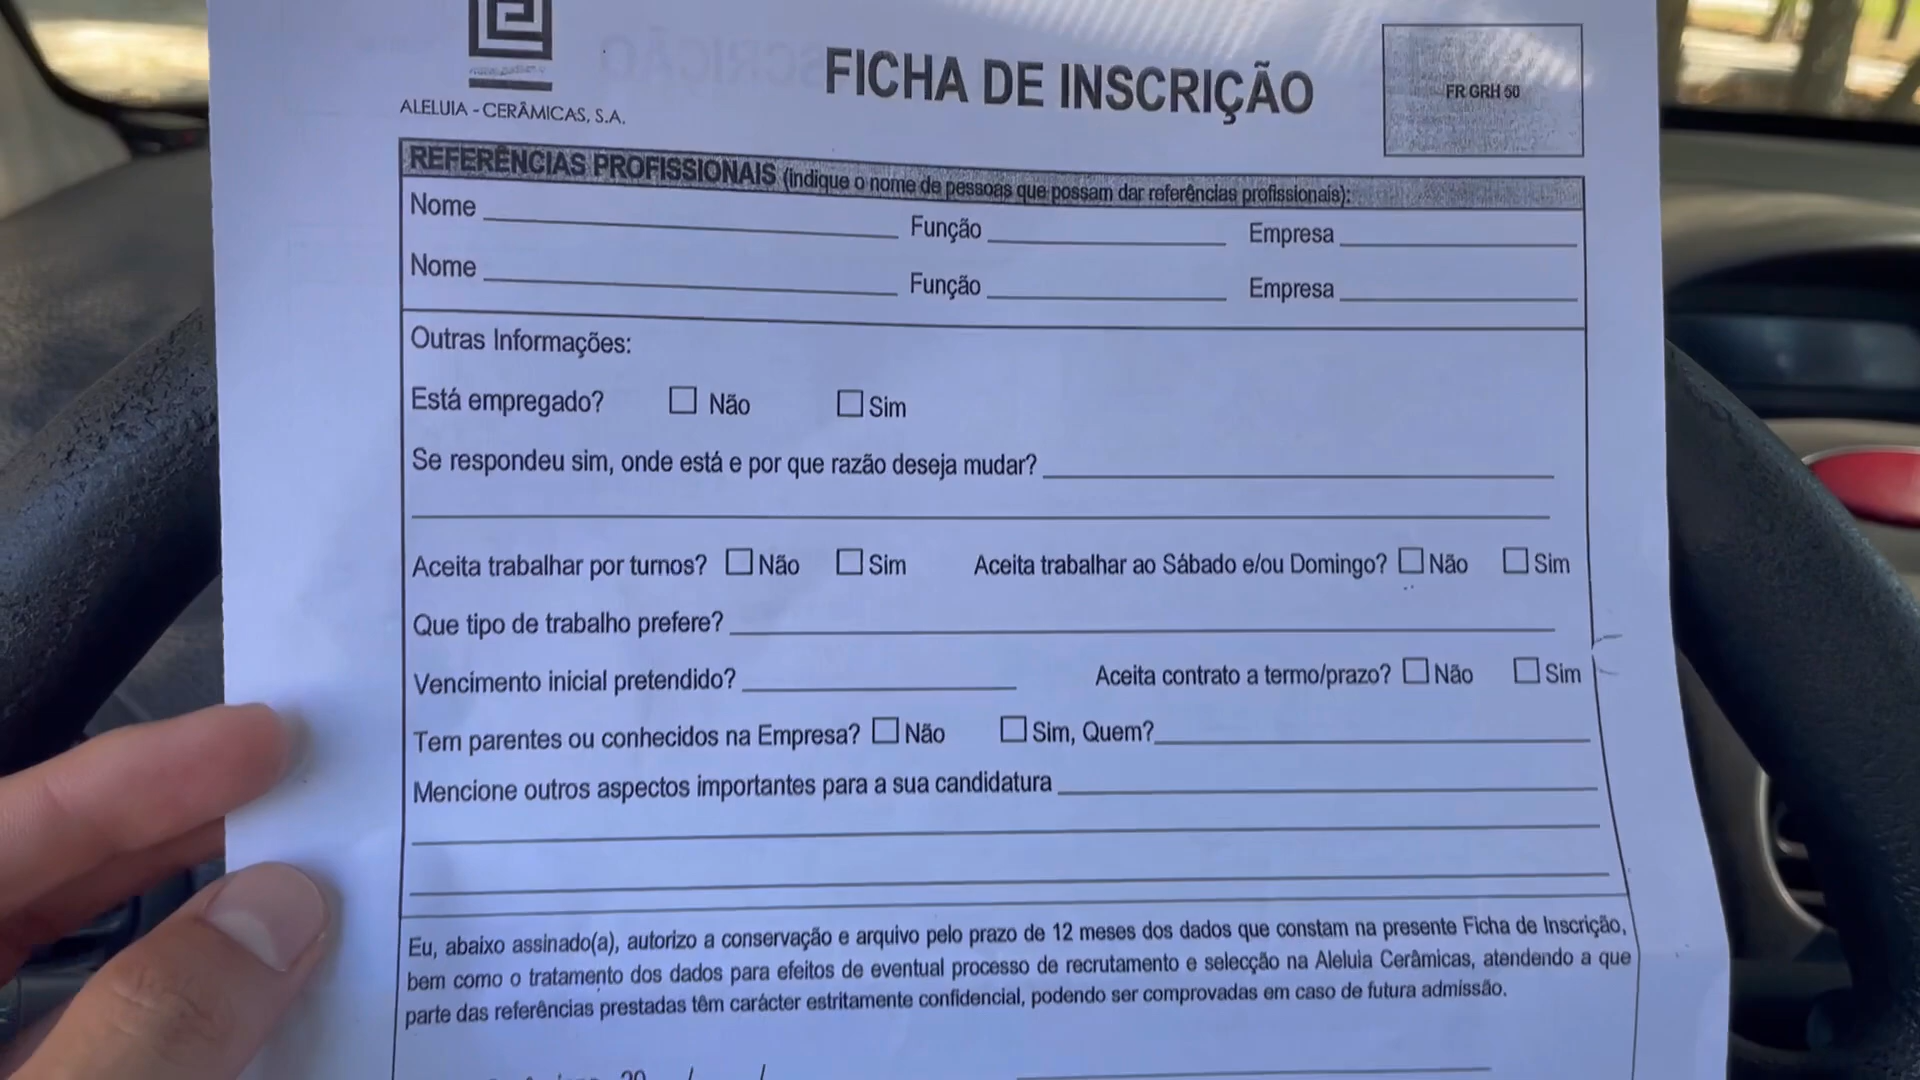 FICHA DE INSCRIÇÃO
FR GRH 50
ALELUIA - CERÂMICAS, S.A.
REFERÊNCIAS PROFISSIONAIS (indique o nome de pessoas que possam dar referências profissionais):
Nome Função Empresa
Nome Função Empresa
Outras Informações:
Está empregado? Não Sim
Se respondeu sim, onde está e por que razão deseja mudar?
Aceita trabalhar por turnos? Não Sim Aceita trabalhar ao Sábado e/ou Domingo? Não Sim
Que tipo de trabalho prefere?
Vencimento inicial pretendido? Aceita contrato a termo/prazo? Não Sim
Tem parentes ou conhecidos na Empresa? Não Sim, Quem?
Mencione outros aspectos importantes para a sua candidatura
Eu, abaixo assinado(a), autorizo a conservação e arquivo pelo prazo de 12 meses dos dados que constam na presente Ficha de Inscrição,
bem como o tratamento dos dados para efeitos de eventual processo de recrutamento e selecção na Aleluia Cerâmicas, atendendo a que
parte das referências prestadas têm carácter estritamente confidencial, podendo ser comprovadas em caso de futura admissão.